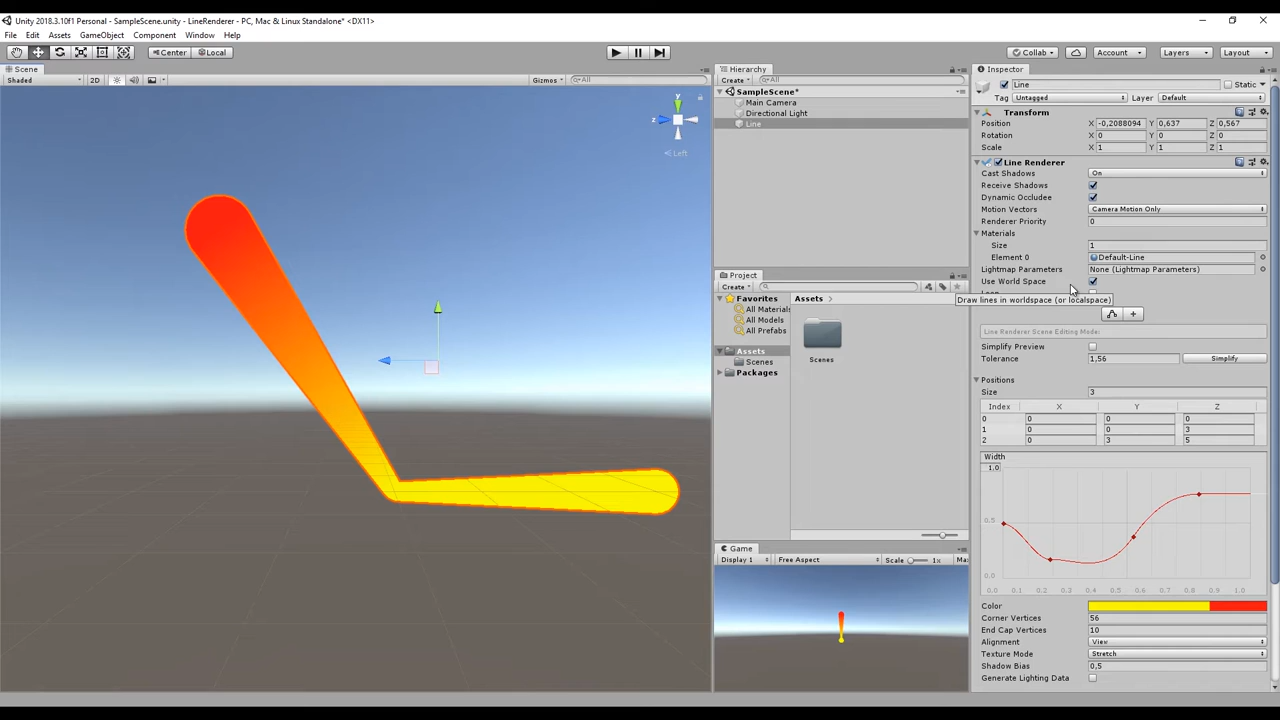 Unity 2018.3.10f1 Personal - SampleScene.unity - LineRenderer - PC, Mac & Linux Standalone* <DX11>
File Edit Assets GameObject Component Window Help
Center Local Collab Account Layers Layout
Scene
Shaded 2D Gizmos All
y
z
Left
Hierarchy
Create All
SampleScene*
Main Camera
Directional Light
Line
Project
Create
Favorites
All Materials
All Models
All Prefabs
Assets
Scenes
Packages
Assets
Scenes
Game
Display 1 Free Aspect Scale 1x
Inspector
Line Static
Tag Untagged Layer Default
Transform
Position X -0,2088094 Y 0,637 Z 0,567
Rotation X 0 Y 0 Z 0
Scale X 1 Y 1 Z 1
Line Renderer
Cast Shadows On
Receive Shadows
Dynamic Occludee
Motion Vectors Camera Motion Only
Renderer Priority 0
Materials
Size 1
Element 0 Default-Line
Lightmap Parameters None (Lightmap Parameters)
Use World Space
Draw lines in worldspace (or localspace)
Line Renderer Scene Editing Mode:
Simplify Preview
Tolerance 1,56 Simplify
Positions
Size 3
Index X Y Z
0 0 0 0
1 0 0 3
2 0 3 5
Width
1.0
0.5
0.0
0.0 0.1 0.2 0.3 0.4 0.5 0.6 0.7 0.8 0.9 1.0
Color
Corner Vertices 56
End Cap Vertices 10
Alignment View
Texture Mode Stretch
Shadow Bias 0,5
Generate Lighting Data